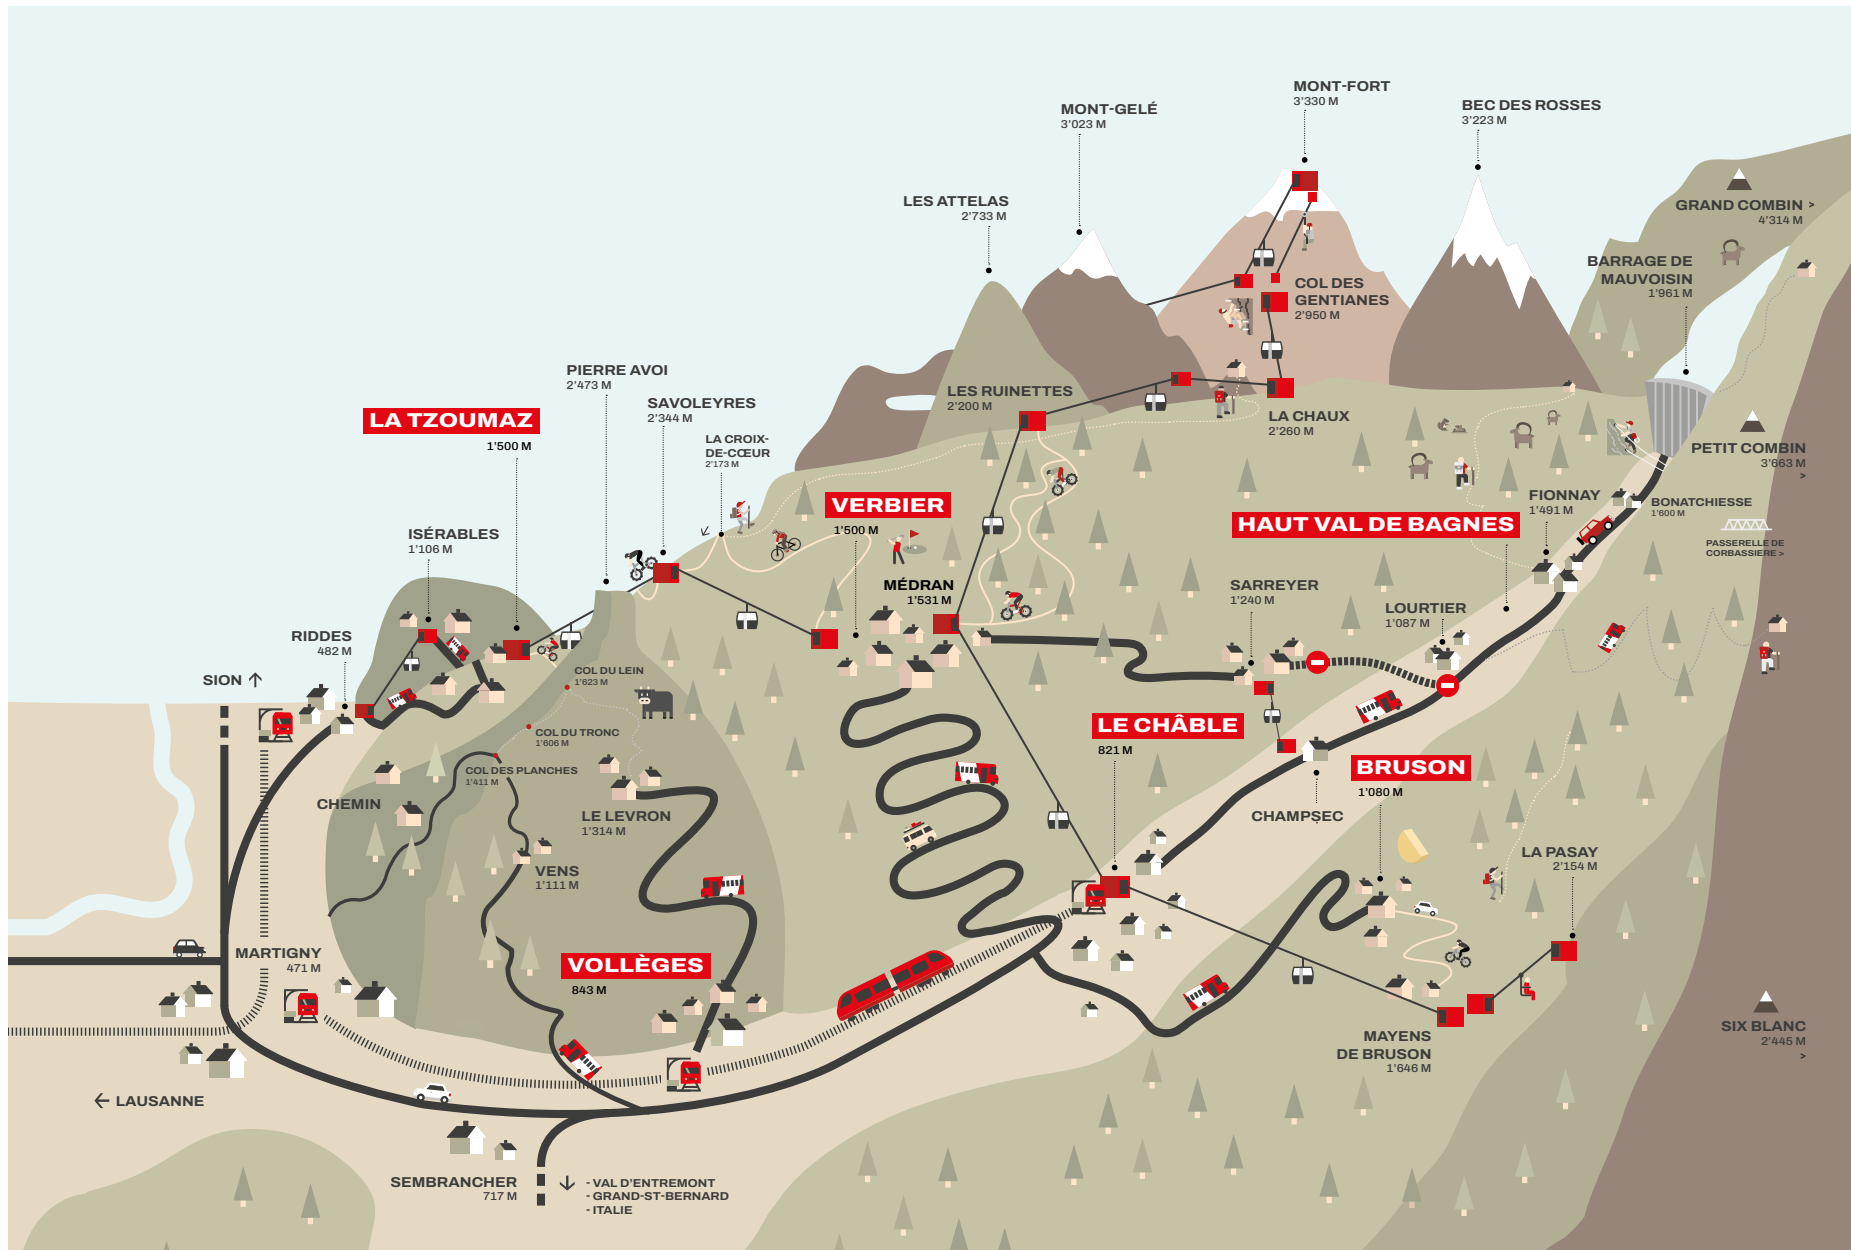 MONT-FORT
3'330 M
MONT-GELÉ
3'023 M
BEC DES ROSSES
3'223 M
LES ATTELAS
2'733 M
GRAND COMBIN >
4'314 M
BARRAGE DE
MAUVOISIN
1'961 M
COL DES
GENTIANES
2'950 M
PIERRE AVOI
2'473 M
SAVOLEYRES
2'344 M
LES RUINETTES
2'200 M
LA CHAUX
2'260 M
LA TZOUMAZ
1'500 M
LA CROIX-
DE-CŒUR
2'173 M
PETIT COMBIN
3'663 M
>
VERBIER
1'500 M
HAUT VAL DE BAGNES
FIONNAY
1'491 M
BONATCHIESSE
1'600 M
PASSERELLE DE
CORBASSIERE >
ISÉRABLES
1'106 M
MÉDRAN
1'531 M
SARREYER
1'240 M
LOURTIER
1'087 M
RIDDES
482 M
SION ↑
COL DU LEIN
1'623 M
COL DU TRONC
1'606 M
COL DES PLANCHES
1'411 M
LE CHÂBLE
821 M
BRUSON
1'080 M
CHEMIN
LE LEVRON
1'314 M
CHAMPSEC
VENS
1'111 M
LA PASAY
2'154 M
MARTIGNY
471 M
VOLLÈGES
843 M
MAYENS
DE BRUSON
1'646 M
SIX BLANC
2'445 M
>
← LAUSANNE
SEMBRANCHER
717 M
↓ - VAL D'ENTREMONT
- GRAND-ST-BERNARD
- ITALIE